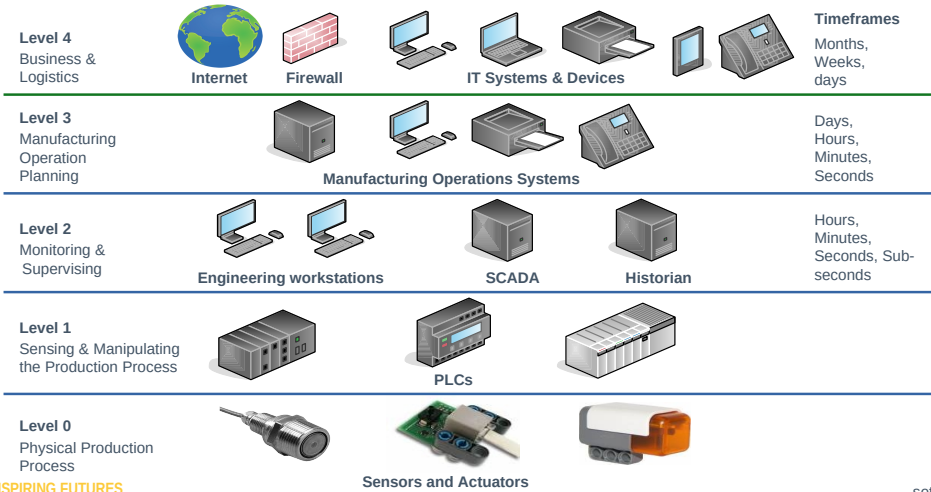 Level 4
Business &
Logistics
Internet
Firewall
IT Systems & Devices
Timeframes
Months,
Weeks,
days
Level 3
Manufacturing
Operation
Planning
Manufacturing Operations Systems
Days,
Hours,
Minutes,
Seconds
Level 2
Monitoring &
Supervising
Engineering workstations
SCADA
Historian
Hours,
Minutes,
Seconds, Sub-
seconds
Level 1
Sensing & Manipulating
the Production Process
PLCs
Level 0
Physical Production
Process
Sensors and Actuators
FUTURES